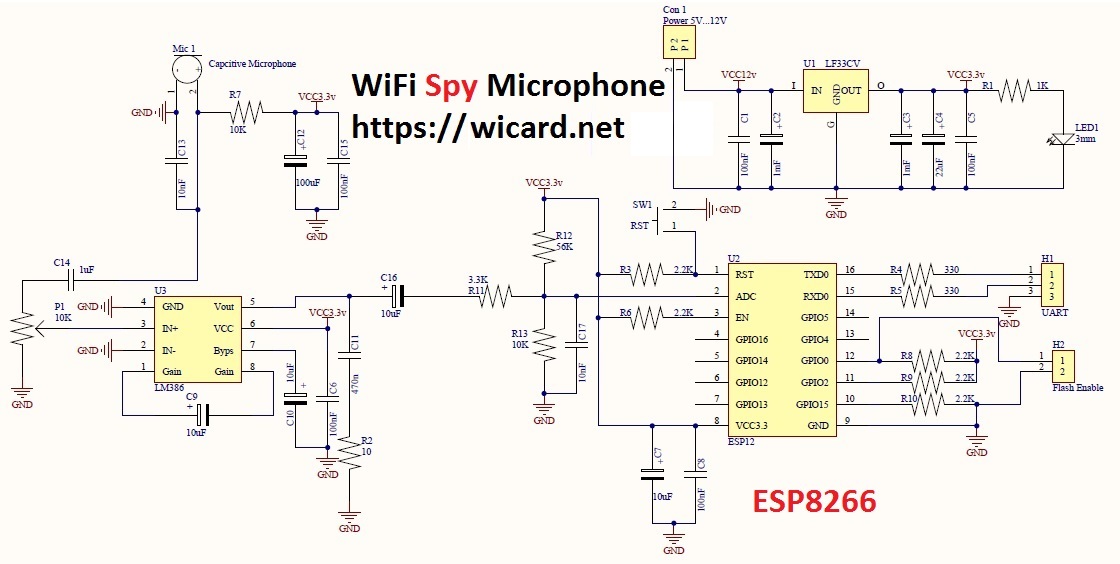 Con 1
Power 5V...12V
P 2 P 1
2 1
Mic 1
Capcitive Microphone
- +
1 2
GND
R7
10K
VCC3.3v
C13
10nF
+C12
100uF
C15
100nF
GND
WiFi Spy Microphone
https://wicard.net
VCC12v
U1 LF33CV
I IN GND OUT O
G
VCC3.3v
R1 1K
C1
100nF
+C2
1mF
+C3
1mF
+C4
22uF
C5
100nF
LED1
3mm
GND
C14
1uF
P1
10K
GND
U3
GND 4 GND Vout 5
3 IN+ VCC 6
GND 2 IN- Byps 7
1 Gain Gain 8
LM386
C9
+
10uF
VCC3.3v
10uF
+
C10
C6
100nF
GND
C11
470n
R2
10
GND
C16
+
10uF
3.3K
R11
VCC3.3v
R12
56K
R13
10K
C17
10nF
GND
SW1 2 GND
RST 1
R3 2.2K
R6 2.2K
U2
1 RST TXD0 16
2 ADC RXD0 15
3 EN GPIO5 14
4 GPIO16 GPIO4 13
5 GPIO14 GPIO0 12
6 GPIO12 GPIO2 11
7 GPIO13 GPIO15 10
8 VCC3.3 GND 9
ESP12
+C7
10uF
C8
100nF
GND
R4 330
R5 330
H1
1 1
2 2
3 3
UART
GND
VCC3.3v
R8 2.2K
R9 2.2K
R10 2.2K
GND
H2
1 1
2 2
Flash Enable
ESP8266